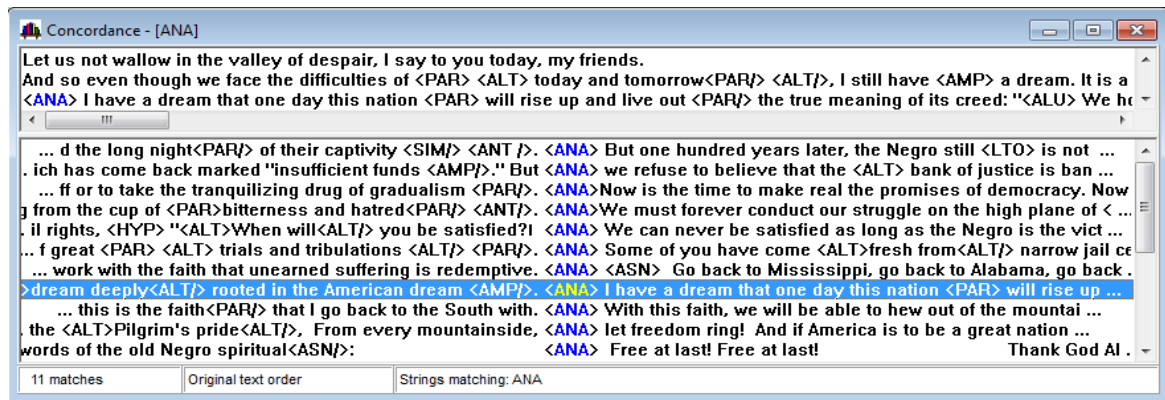 Concordance - [ANA]
Let us not wallow in the valley of despair, I say to you today, my friends.
And so even though we face the difficulties of <PAR> <ALT> today and tomorrow<PAR/> <ALT/>, I still have <AMP> a dream. It is a
<ANA> I have a dream that one day this nation <PAR> will rise up and live out <PAR/> the true meaning of its creed: "<ALU> We
... d the long night<PAR/> of their captivity <SIM/> <ANT />. <ANA> But one hundred years later, the Negro still <LTO> is not ...
. ich has come back marked "insufficient funds <AMP/>." But <ANA> we refuse to believe that the <ALT> bank of justice is ban ...
... ff or to take the tranquilizing drug of gradualism <PAR/>. <ANA>Now is the time to make real the promises of democracy. Now
g from the cup of <PAR>bitterness and hatred<PAR/> <ANT/>. <ANA>We must forever conduct our struggle on the high plane of < ...
. il rights, <HYP> "<ALT>When will<ALT/> you be satisfied?I <ANA> We can never be satisfied as long as the Negro is the vict ...
... f great <PAR> <ALT> trials and tribulations <ALT/> <PAR/>. <ANA> Some of you have come <ALT>fresh from<ALT/> narrow jail ce
... work with the faith that unearned suffering is redemptive. <ANA> <ASN> Go back to Mississippi, go back to Alabama, go back .
>dream deeply<ALT/> rooted in the American dream <AMP/>. <ANA> I have a dream that one day this nation <PAR> will rise up ...
... this is the faith<PAR/> that I go back to the South with. <ANA> With this faith, we will be able to hew out of the mountai ...
. the <ALT>Pilgrim's pride<ALT/>, From every mountainside, <ANA> let freedom ring! And if America is to be a great nation ...
words of the old Negro spiritual<ASN/>: <ANA> Free at last! Free at last! Thank God Al .
11 matches Original text order Strings matching: ANA